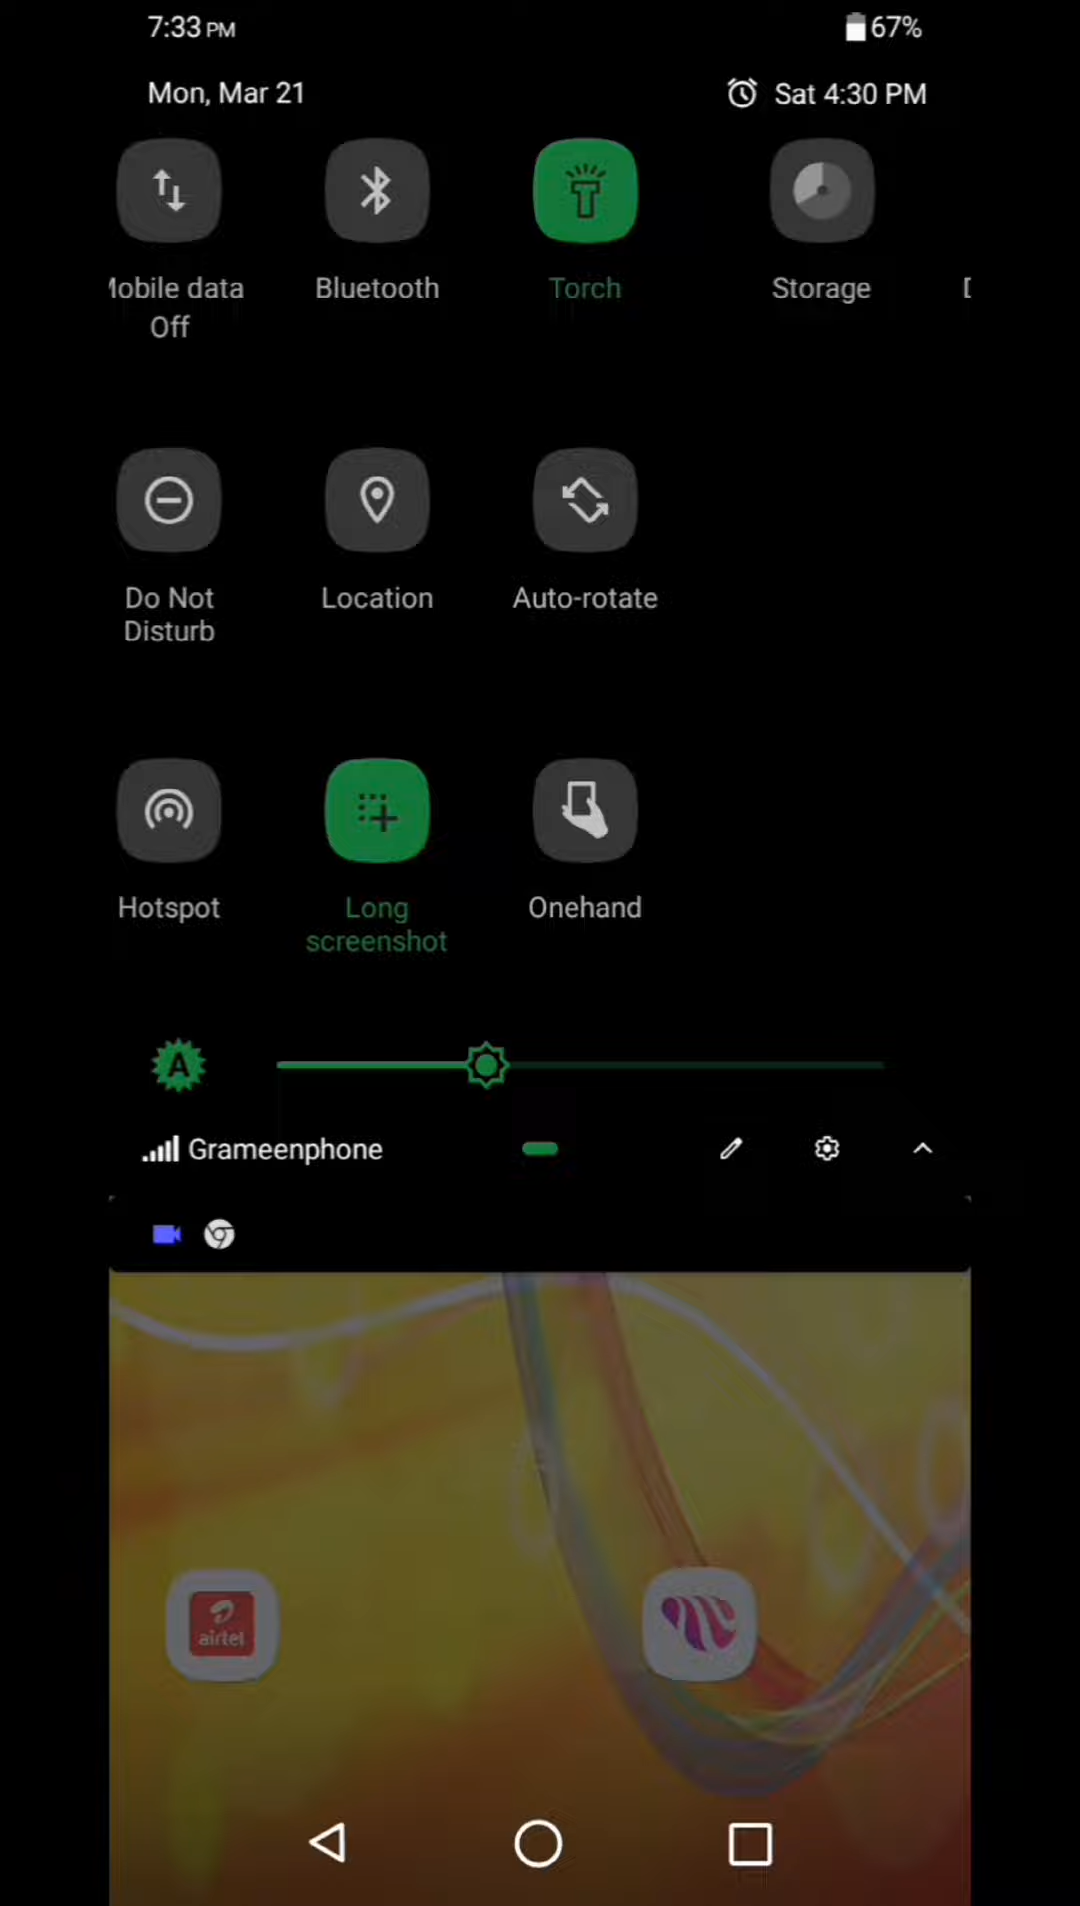 7:33 PM
67%
Mon, Mar 21
Sat 4:30 PM
Mobile data
Off
Bluetooth
Torch
Storage
Do Not
Disturb
Location
Auto-rotate
Hotspot
Long
screenshot
Onehand
A
Grameenphone
airtel